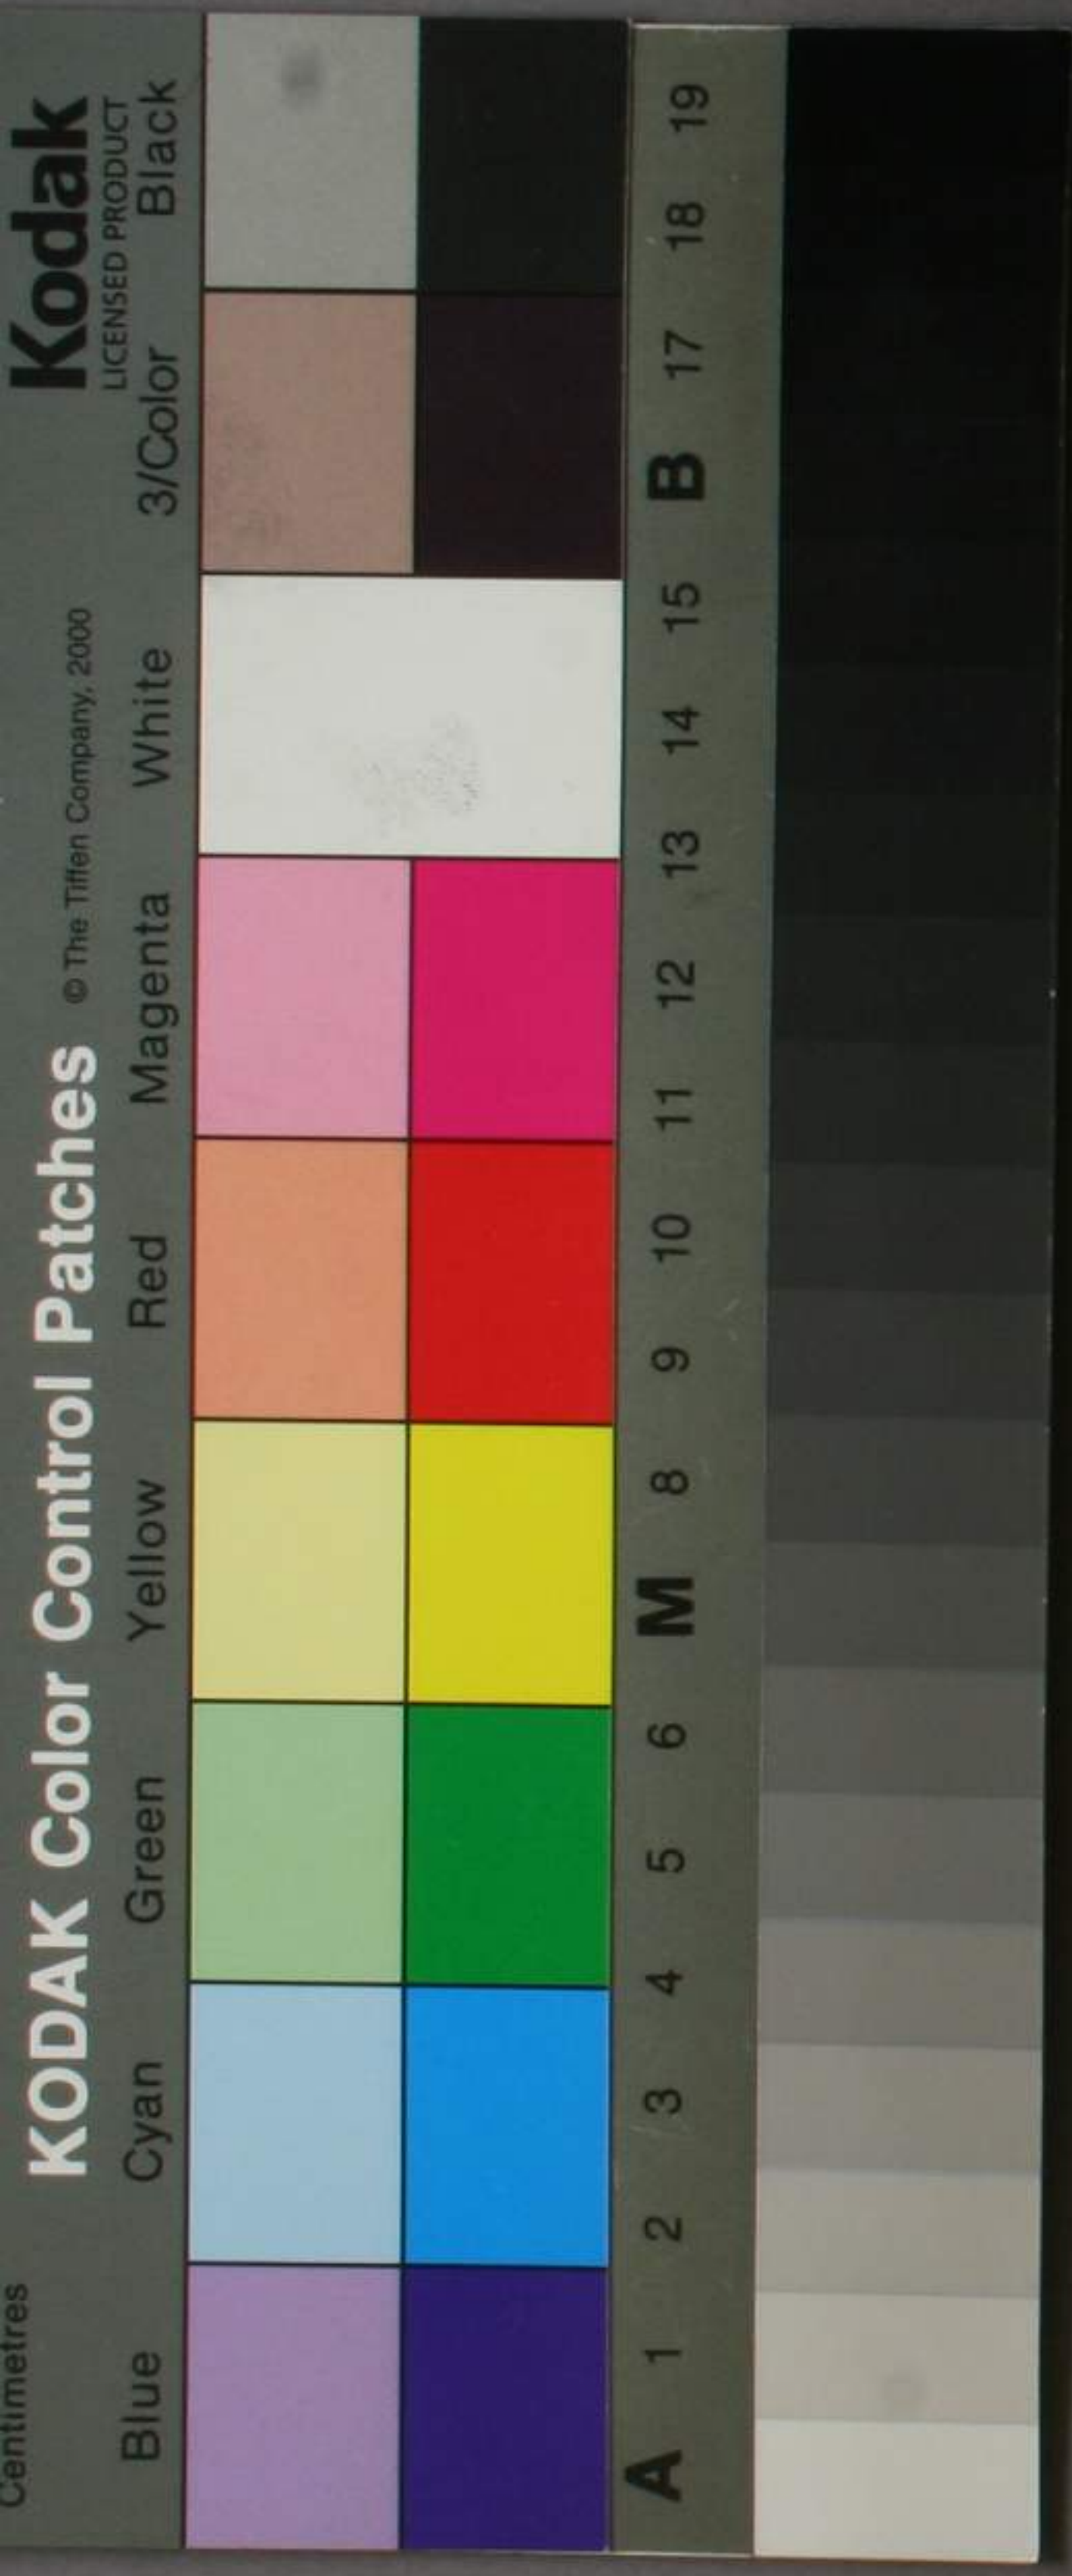 Centimetres
KODAK Color Control Patches © The Tiffen Company, 2000 Kodak
LICENSED PRODUCT
Blue Cyan Green Yellow Red Magenta White 3/Color Black
A 1 2 3 4 5 6 M 8 9 10 11 12 13 14 15 B 17 18 19